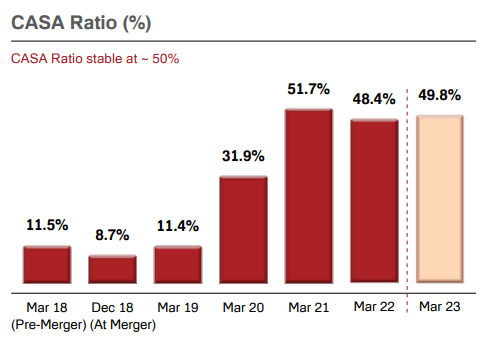 CASA Ratio (%)
CASA Ratio stable at ~ 50%
11.5%
8.7%
11.4%
31.9%
51.7%
48.4%
49.8%
Mar 18 Dec 18 Mar 19 Mar 20 Mar 21 Mar 22 Mar 23
(Pre-Merger) (At Merger)